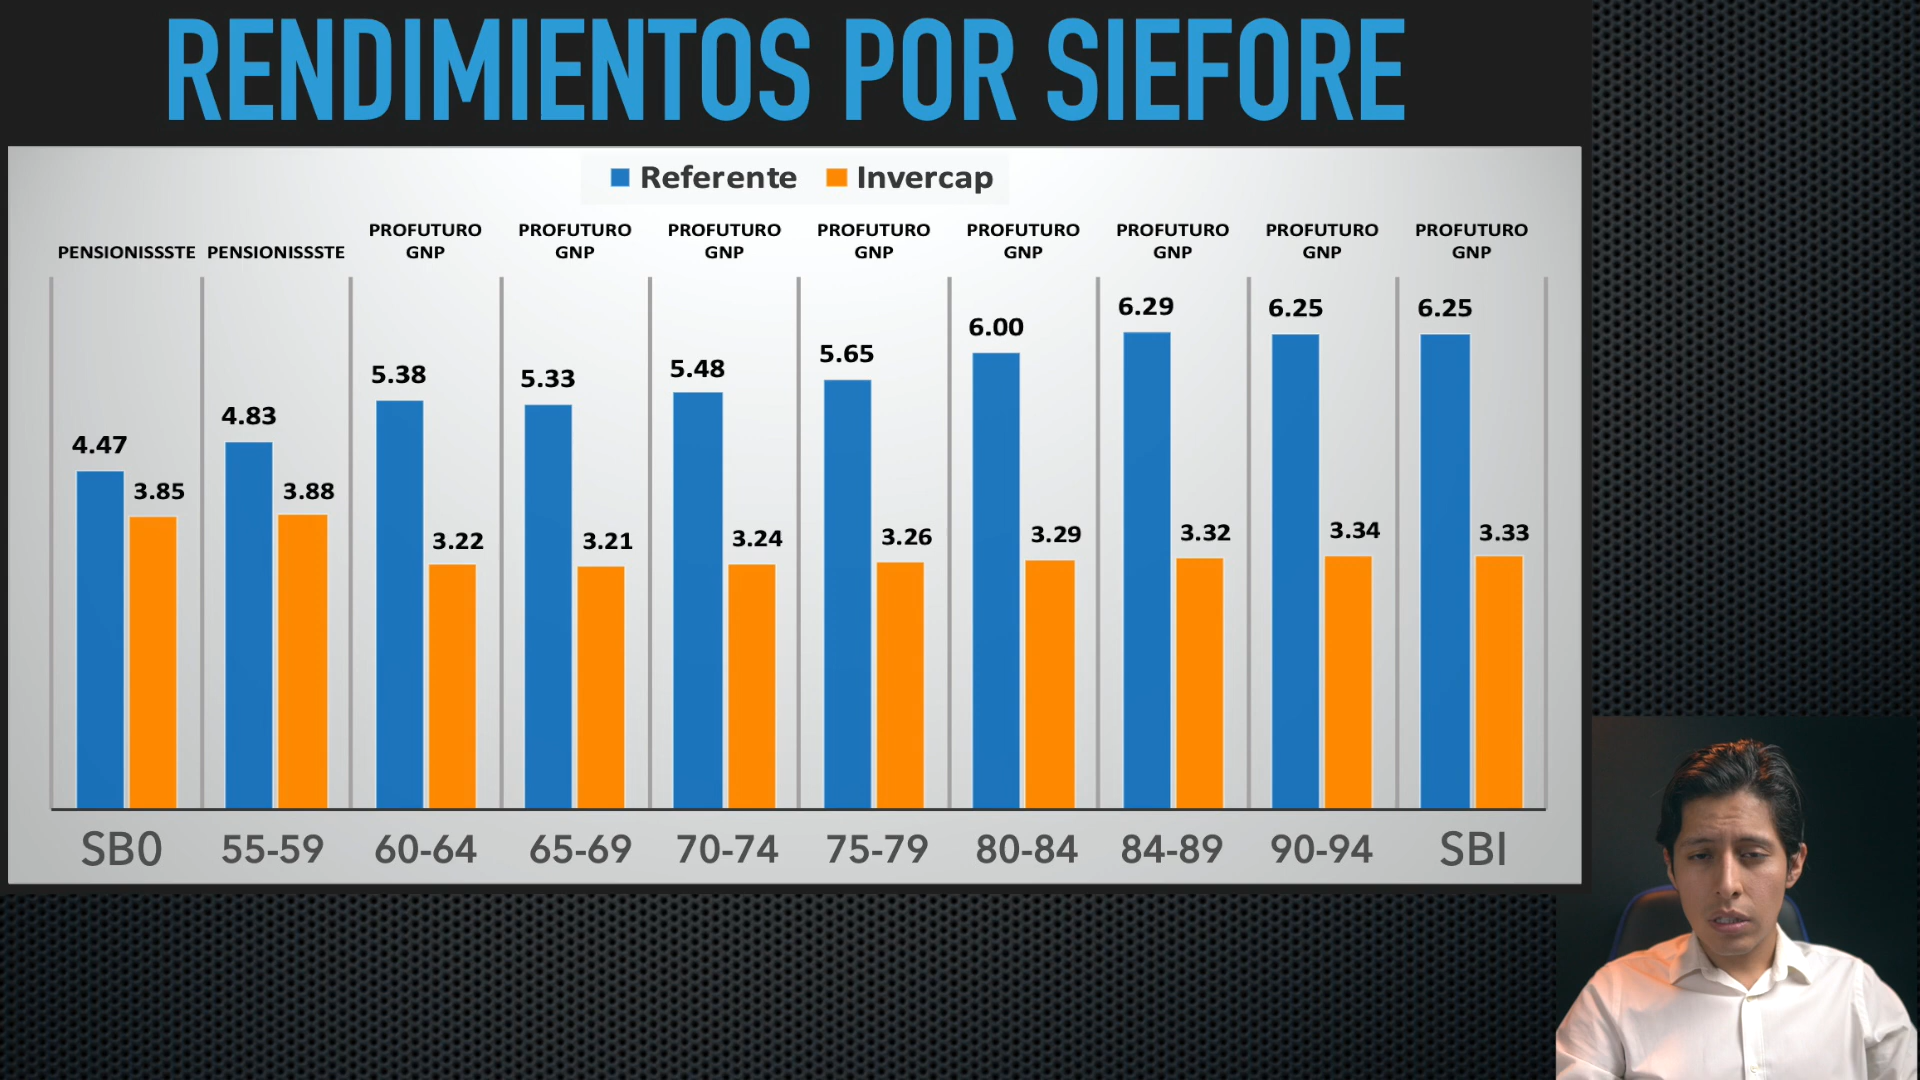 RENDIMIENTOS POR SIEFORE
Referente Invercap
PENSIONISSSTE PENSIONISSSTE PROFUTURO GNP PROFUTURO GNP PROFUTURO GNP PROFUTURO GNP PROFUTURO GNP PROFUTURO GNP PROFUTURO GNP PROFUTURO GNP
4.47 3.85 4.83 3.88 5.38 3.22 5.33 3.21 5.48 3.24 5.65 3.26 6.00 3.29 6.29 3.32 6.25 3.34 6.25 3.33
SB0 55-59 60-64 65-69 70-74 75-79 80-84 84-89 90-94 SBI